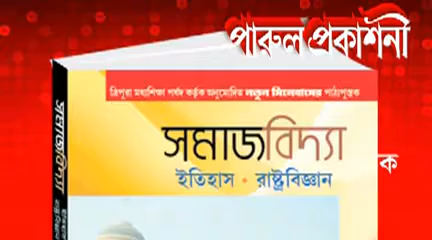 পারুল প্রকাশনী
ত্রিপুরা মধ্যশিক্ষা পর্ষদ কর্তৃক অনুমোদিত নতুন সিলেবাসের পাঠ্যপুস্তক
সমাজবিদ্যা
ইতিহাস • রাষ্ট্রবিজ্ঞান
ক
সমাজবিদ্যা